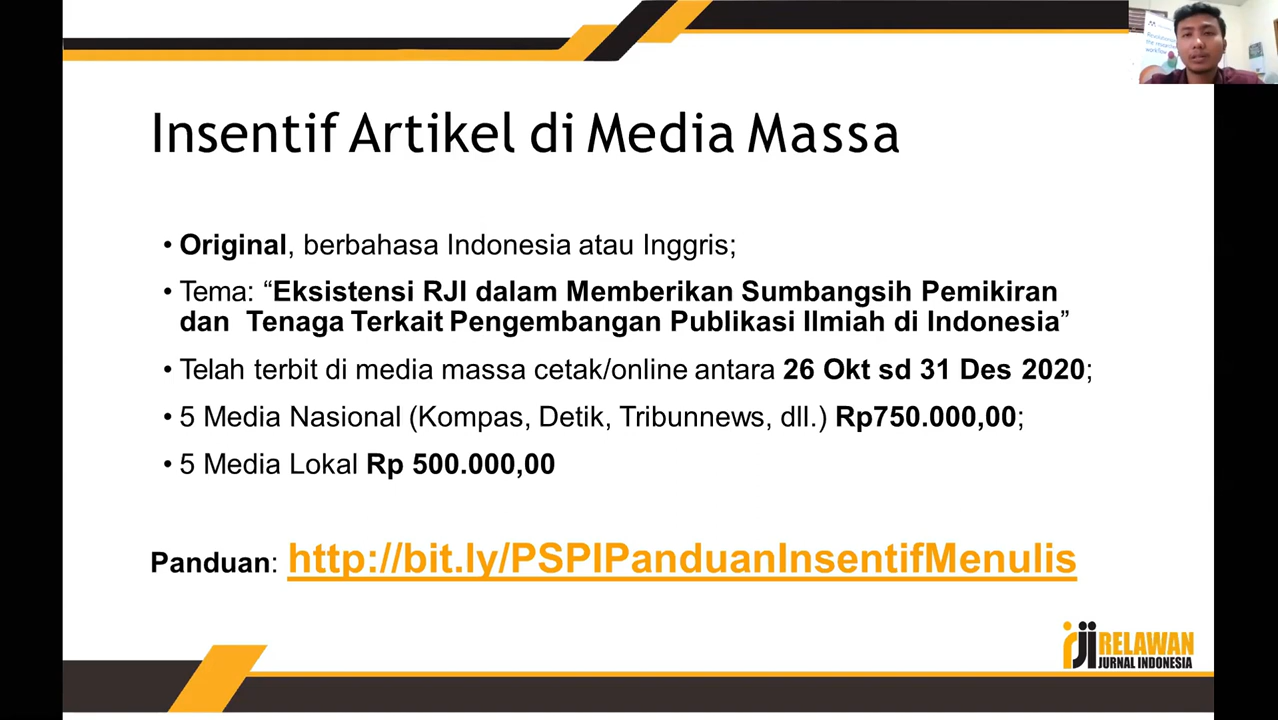 Insentif Artikel di Media Massa
• Original, berbahasa Indonesia atau Inggris;
• Tema: “Eksistensi RJI dalam Memberikan Sumbangsih Pemikiran
dan Tenaga Terkait Pengembangan Publikasi Ilmiah di Indonesia”
• Telah terbit di media massa cetak/online antara 26 Okt sd 31 Des 2020;
• 5 Media Nasional (Kompas, Detik, Tribunnews, dll.) Rp750.000,00;
• 5 Media Lokal Rp 500.000,00
Panduan: http://bit.ly/PSPIPanduanInsentifMenulis
rji RELAWAN
JURNAL INDONESIA